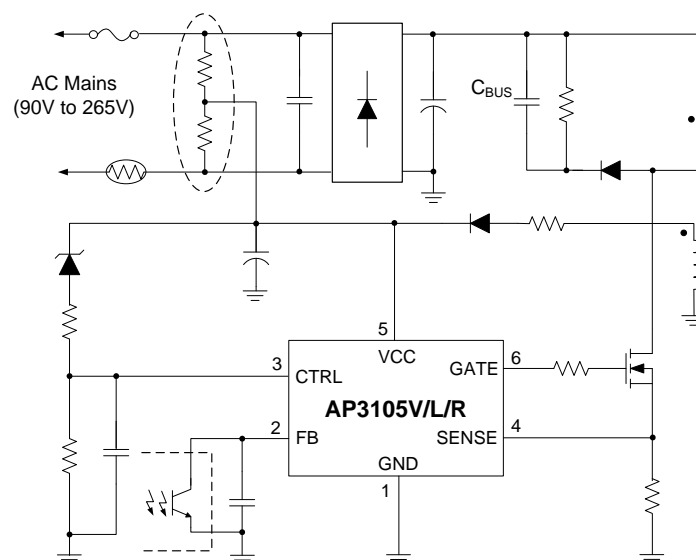 AC Mains
(90V to 265V)
CBUS
5
VCC
3
CTRL
GATE
6
AP3105V/L/R
2
FB
SENSE
4
GND
1